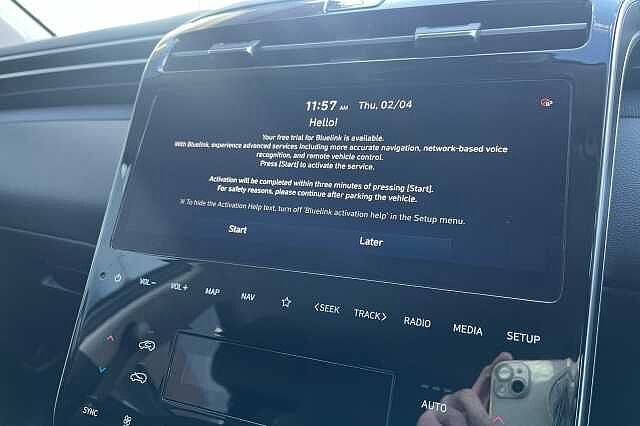 11:57 AM Thu, 02/04
Hello!
Your free trial for Bluelink is available.
With Bluelink, experience advanced services including more accurate navigation, network-based voice
recognition, and remote vehicle control.
Press [Start] to activate the service.
Activation will be completed within three minutes of pressing [Start].
For safety reasons, please continue after parking the vehicle.
※ To hide the Activation Help text, turn off 'Bluelink activation help' in the Setup menu.
Start Later
VOL− VOL+ MAP NAV <SEEK TRACK> RADIO MEDIA SETUP
SYNC AUTO